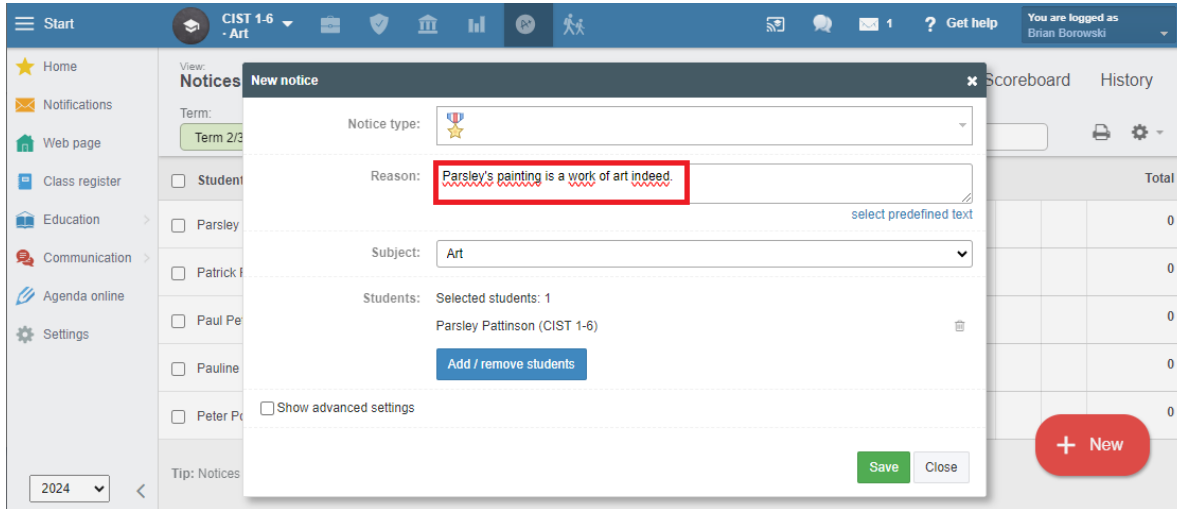 Start
CIST 1-6
- Art
1
? Get help
You are logged as
Brian Borowski
Home
Notifications
Web page
Class register
Education
Communication
Agenda online
Settings
2024
View:
Notices
Term:
Term 2/3
Scoreboard
History
Student
Total
Parsley
0
Patrick
0
Paul
0
Pauline
0
Peter
0
Tip: Notices
New
New notice
Notice type:
Reason:
Parsley's painting is a work of art indeed.
select predefined text
Subject:
Art
Students:
Selected students: 1
Parsley Pattinson (CIST 1-6)
Add / remove students
Show advanced settings
Save
Close